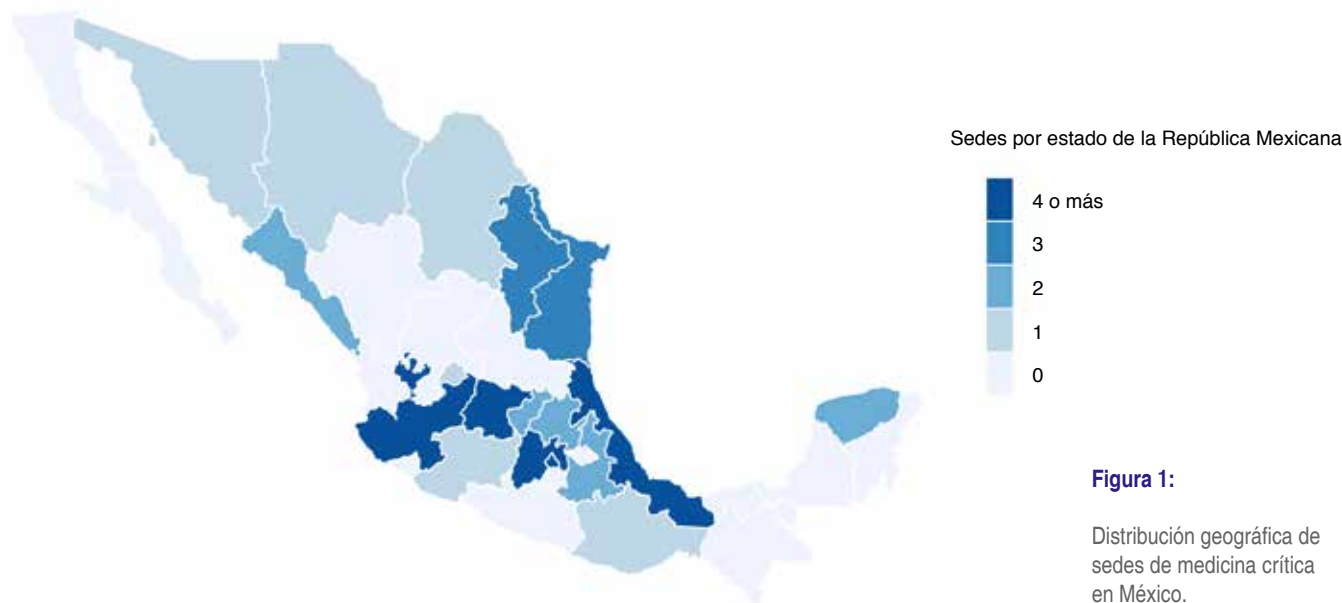 Sedes por estado de la República Mexicana
4 o más
3
2
1
0
Figura 1:
Distribución geográfica de
sedes de medicina crítica
en México.